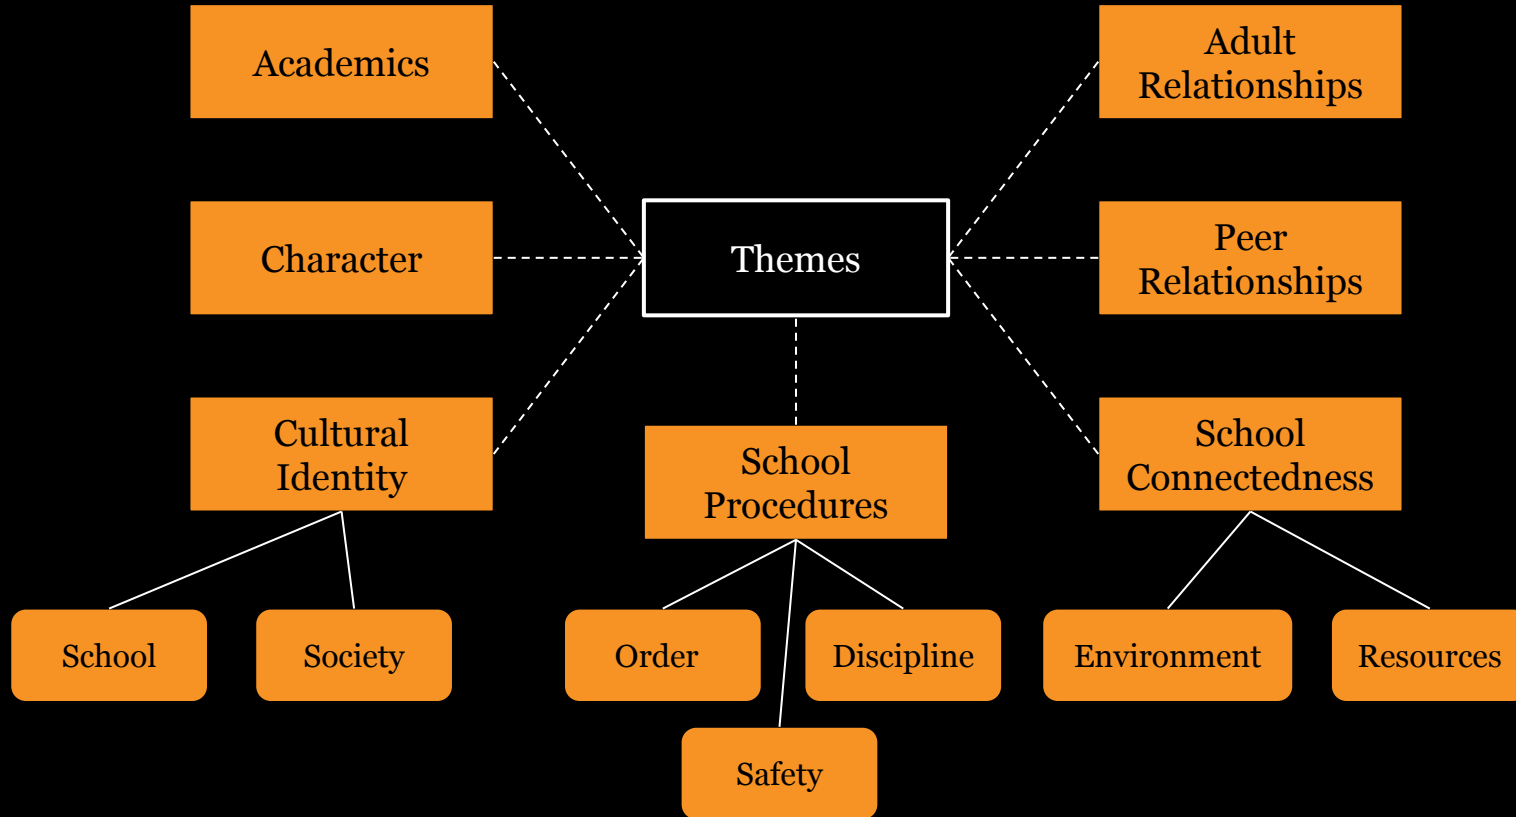 Academics
Adult
Relationships
Character
Themes
Peer
Relationships
Cultural
Identity
School
Procedures
School
Connectedness
School
Society
Order
Discipline
Environment
Resources
Safety